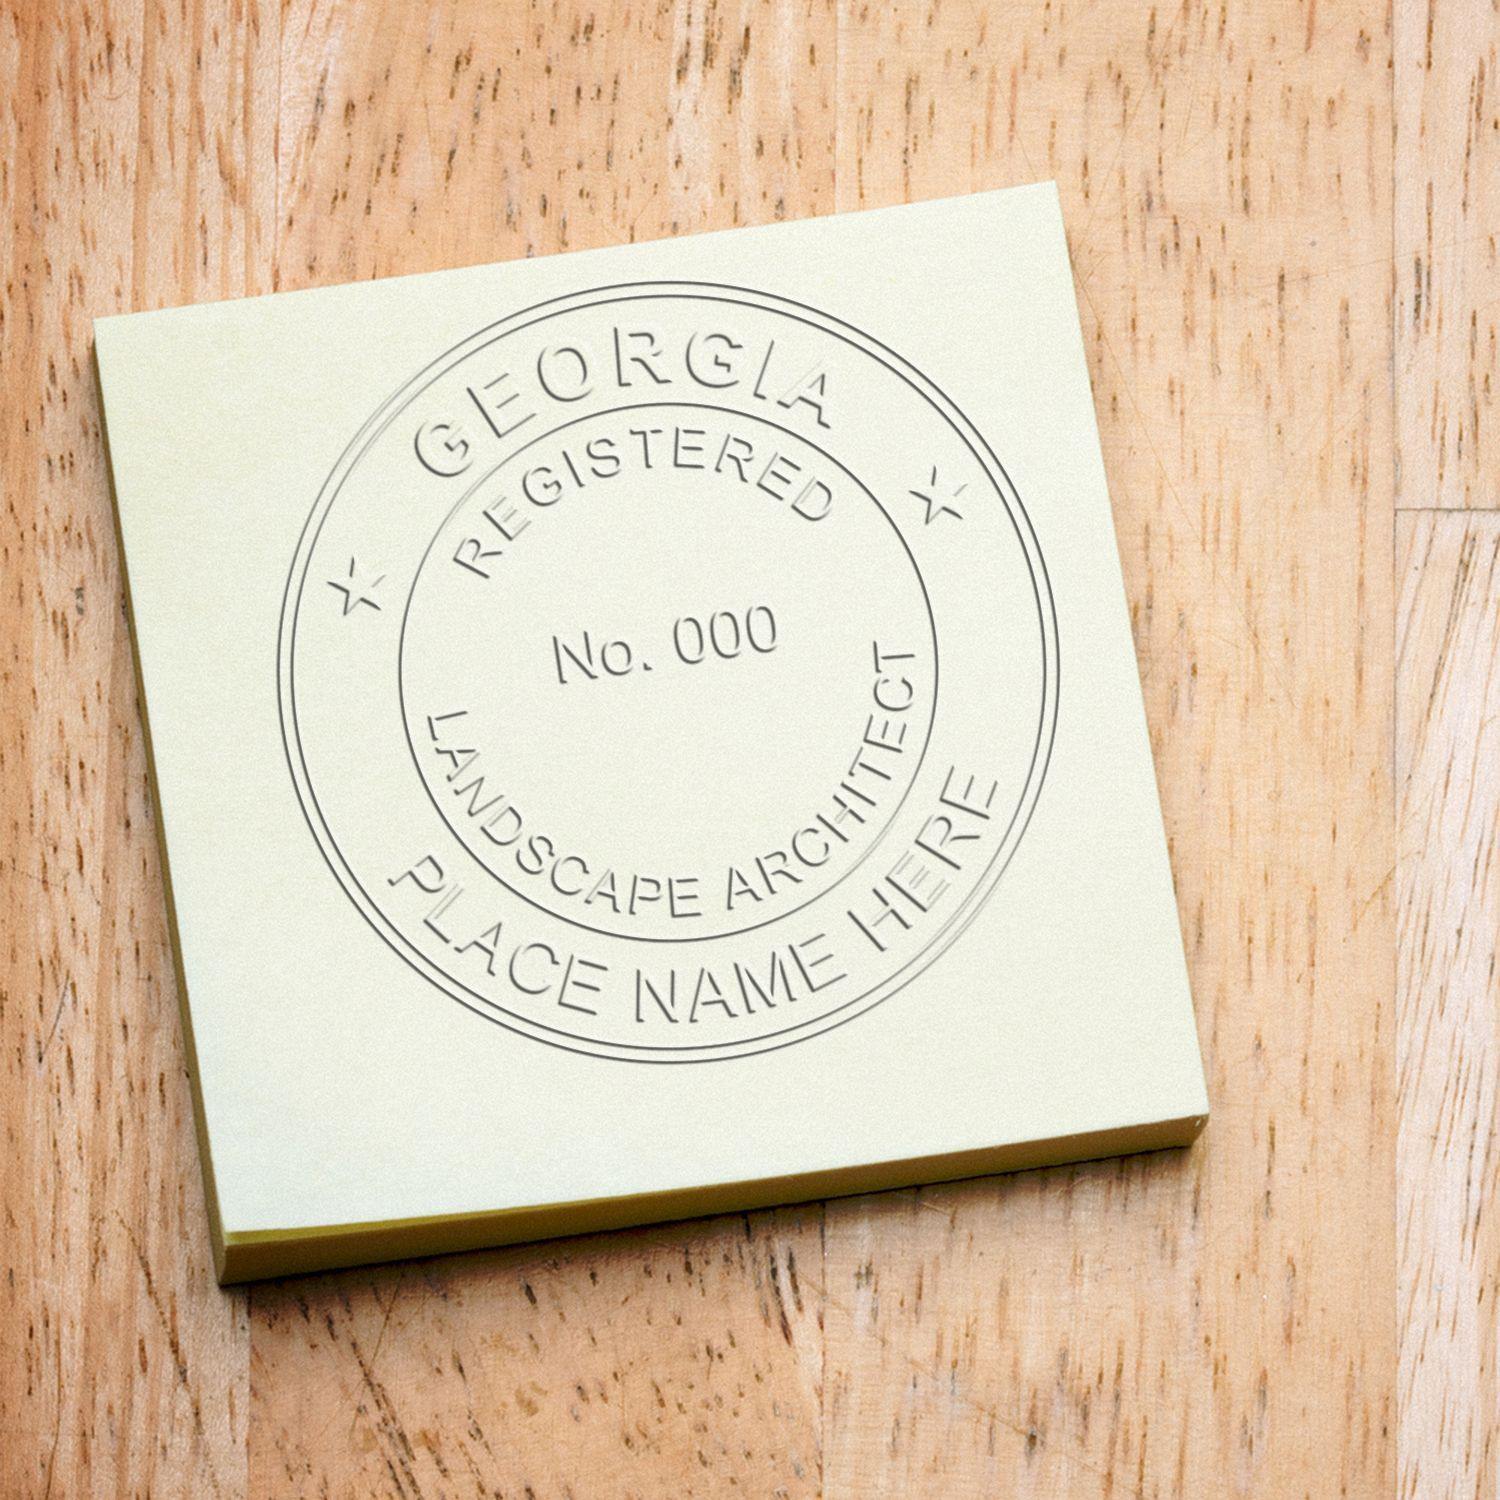 GEORGIA
REGISTERED
No. 000
LANDSCAPE ARCHITECT
PLACE NAME HERE